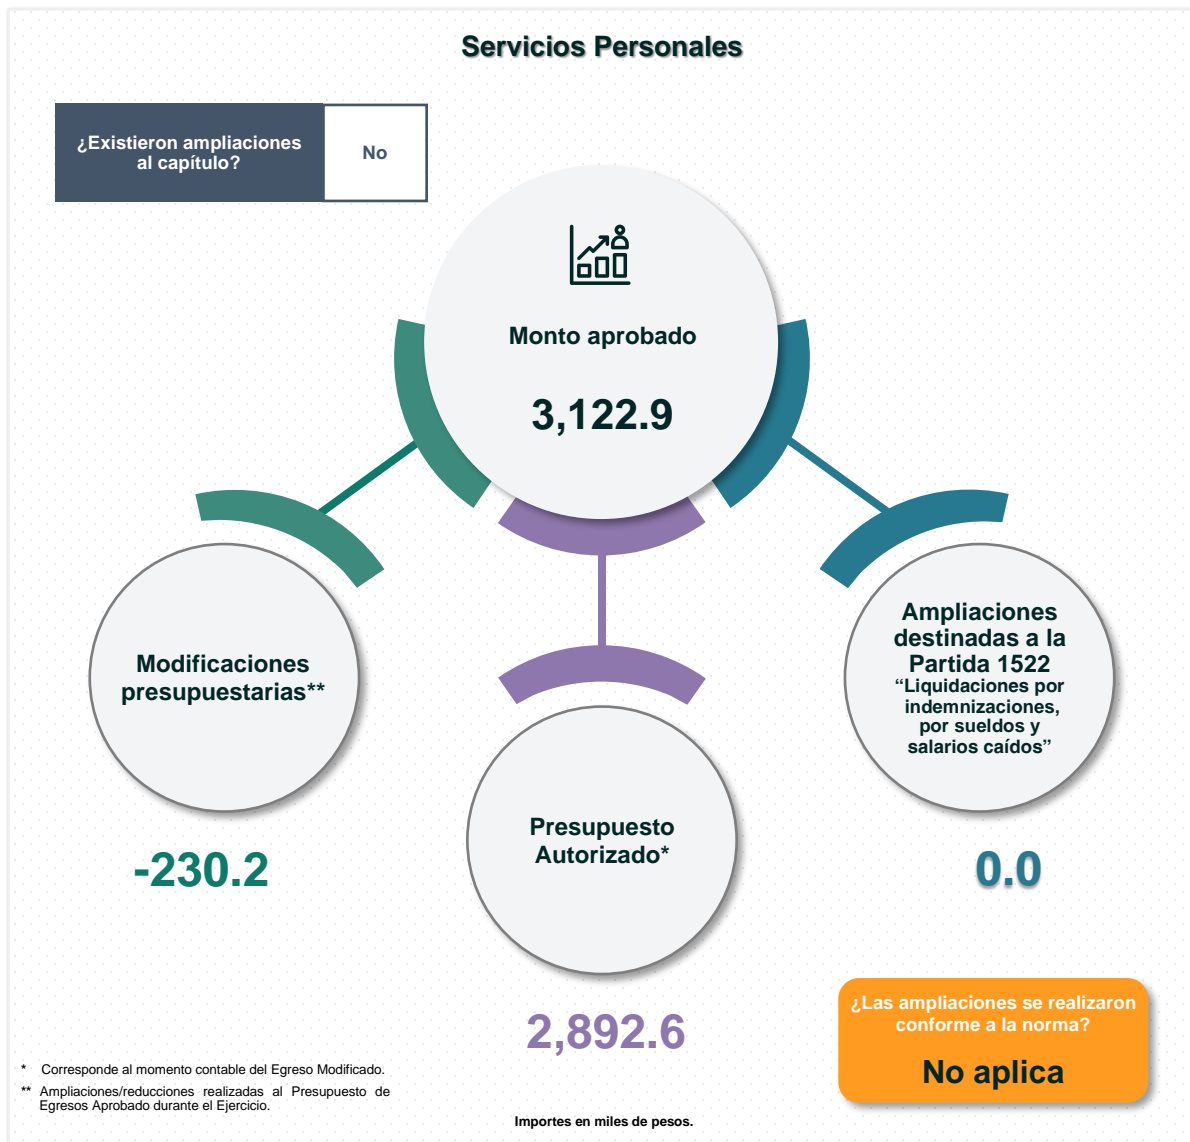 Servicios Personales
¿Existieron ampliaciones
al capítulo?
No
Monto aprobado
3,122.9
Modificaciones
presupuestarias**
-230.2
Presupuesto
Autorizado*
2,892.6
Ampliaciones
destinadas a la
Partida 1522
“Liquidaciones por
indemnizaciones,
por sueldos y
salarios caídos”
0.0
¿Las ampliaciones se realizaron
conforme a la norma?
No aplica
* Corresponde al momento contable del Egreso Modificado.
** Ampliaciones/reducciones realizadas al Presupuesto de
Egresos Aprobado durante el Ejercicio.
Importes en miles de pesos.